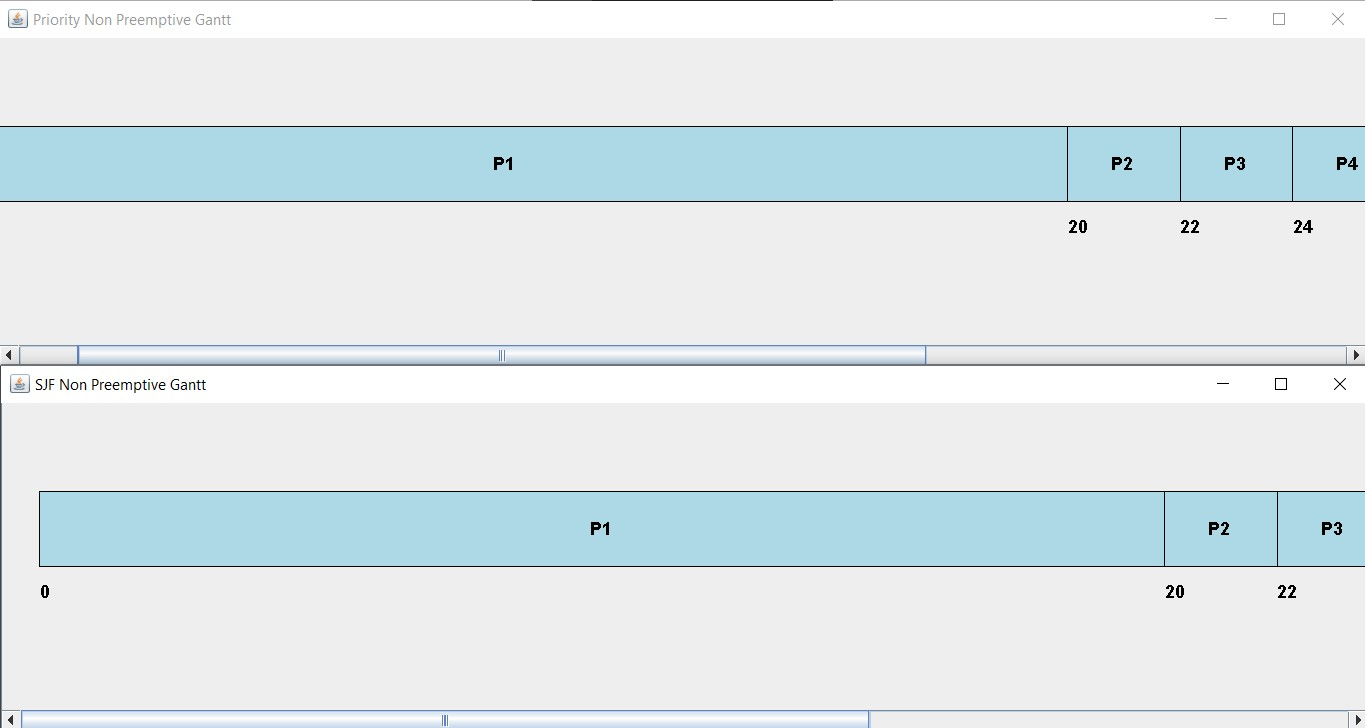 Priority Non Preemptive Gantt
P1 P2 P3 P4
20 22 24
SJF Non Preemptive Gantt
P1 P2 P3
0 20 22